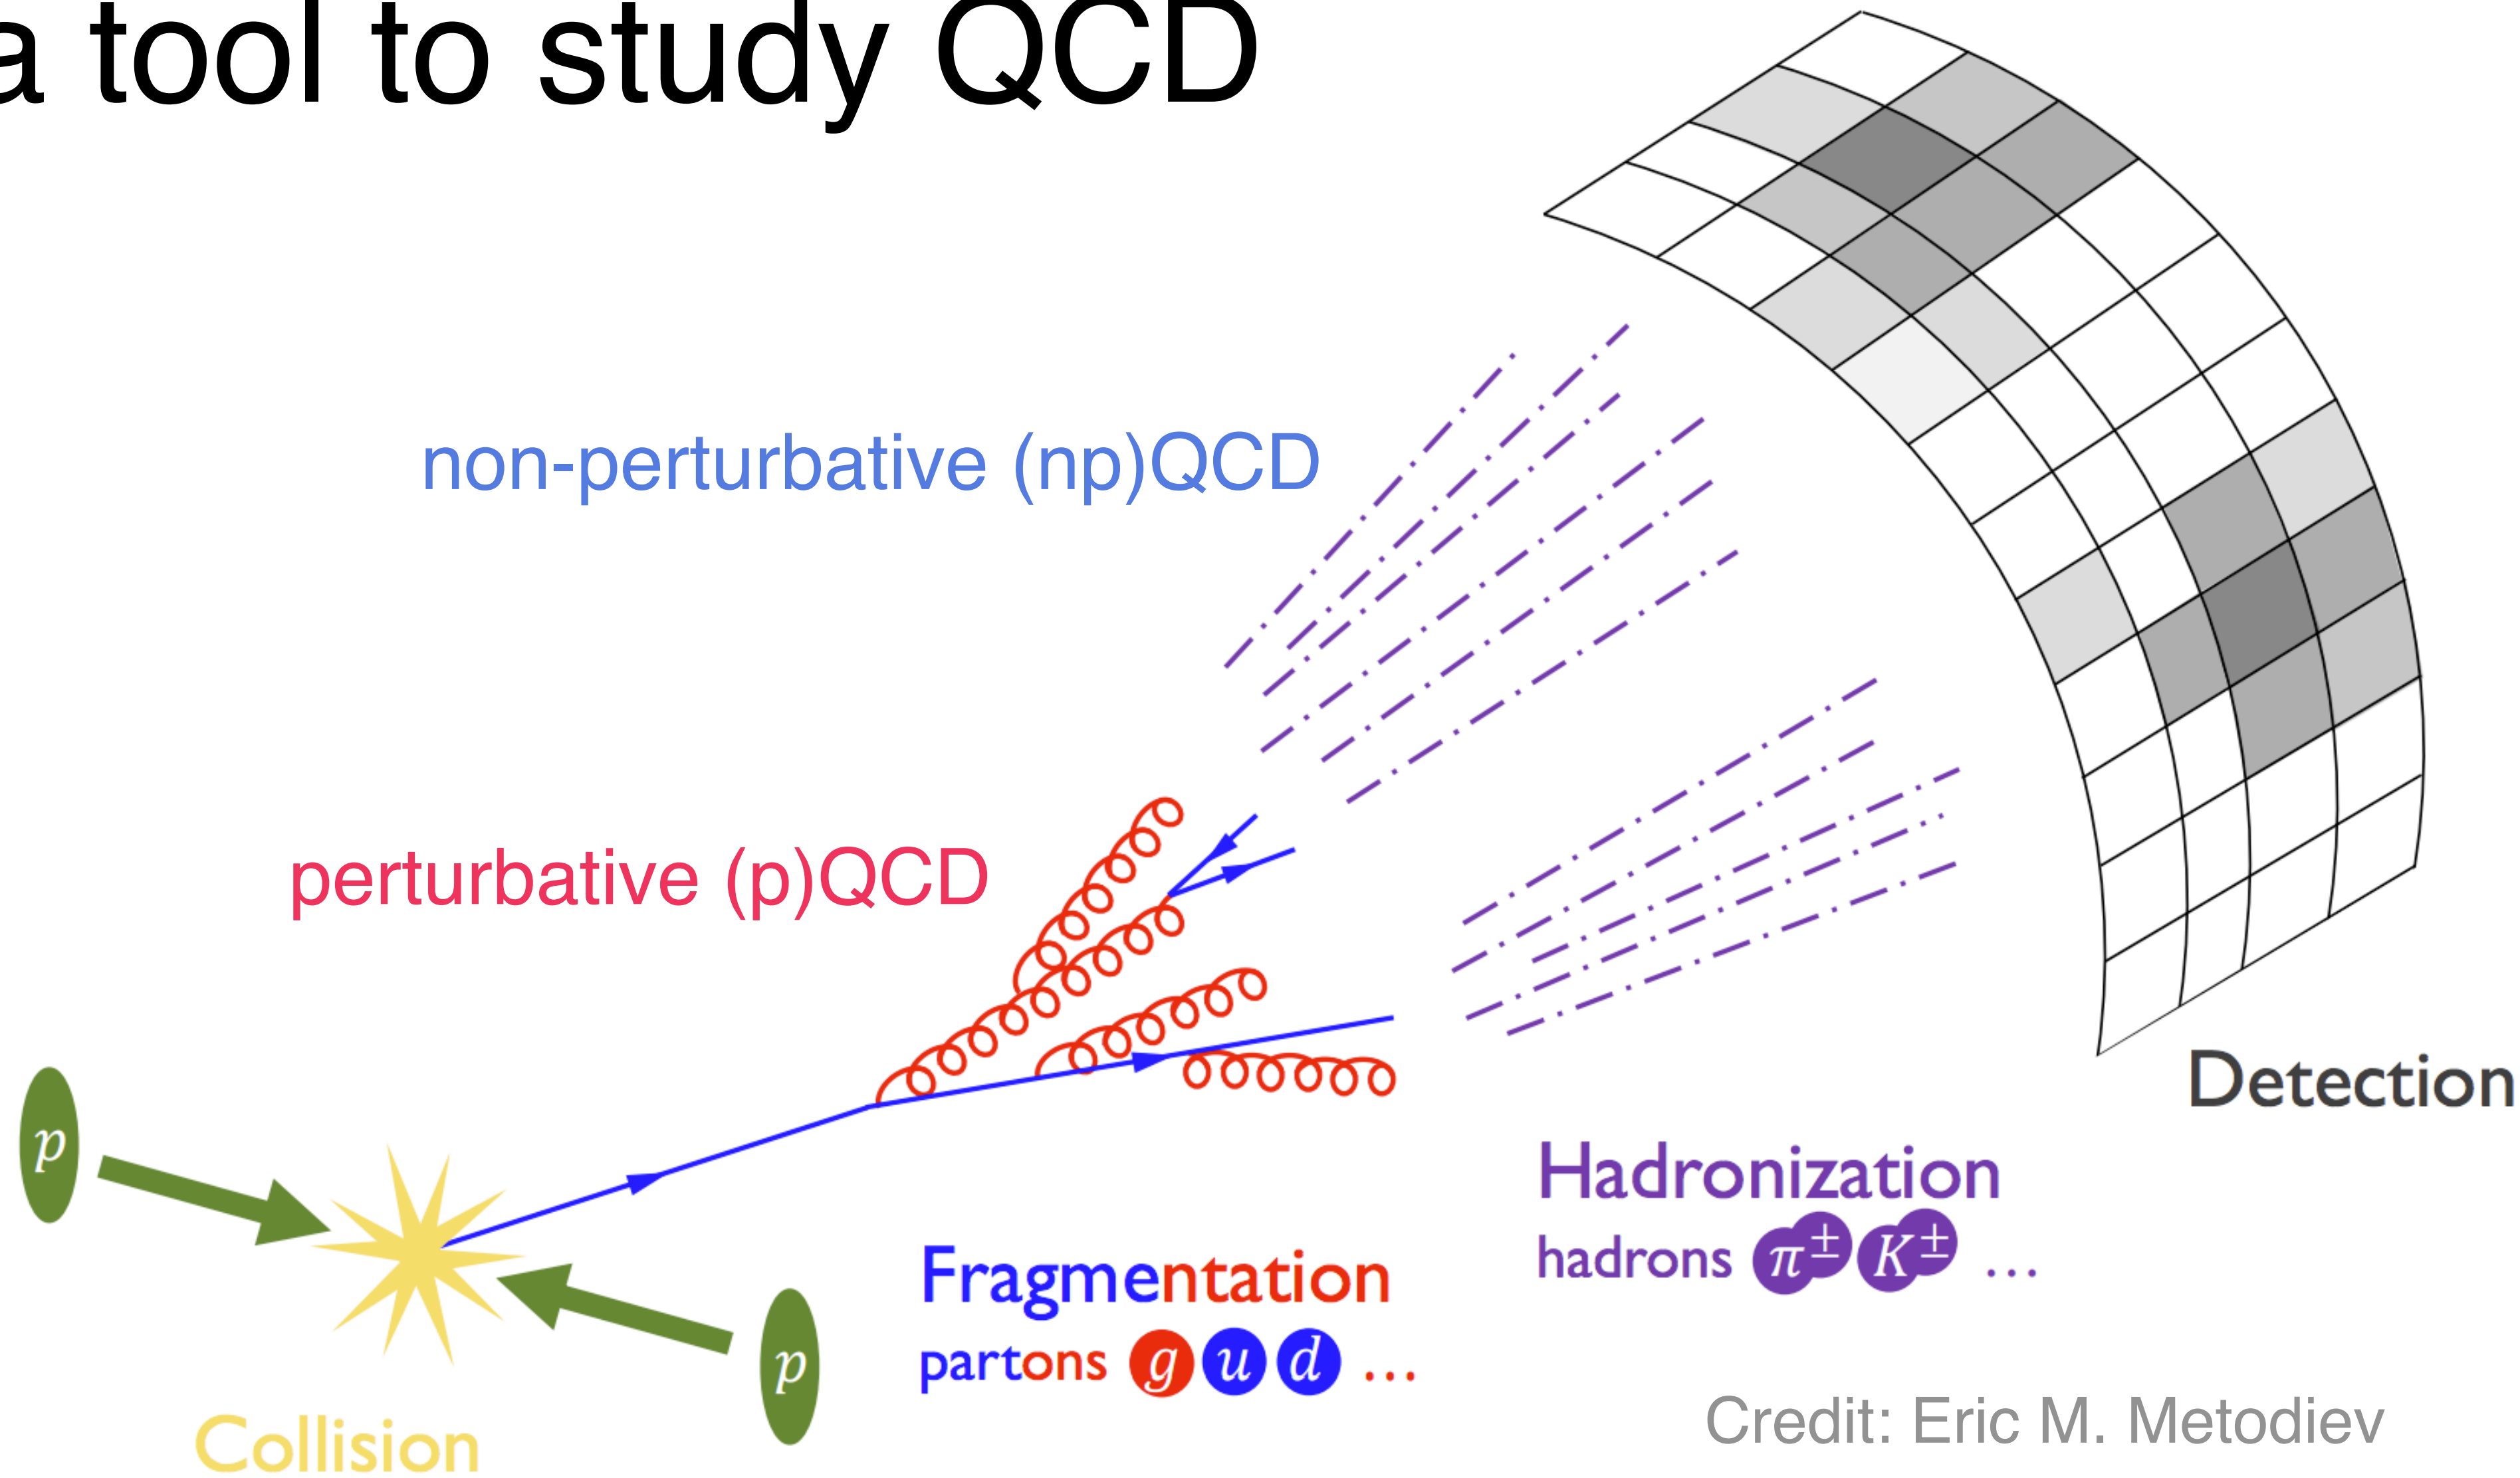 a tool to study QCD
non-perturbative (np)QCD
perturbative (p)QCD
p
p
Collision
Fragmentation
partons g u d ...
Hadronization
hadrons π± K± ...
Detection
Credit: Eric M. Metodiev